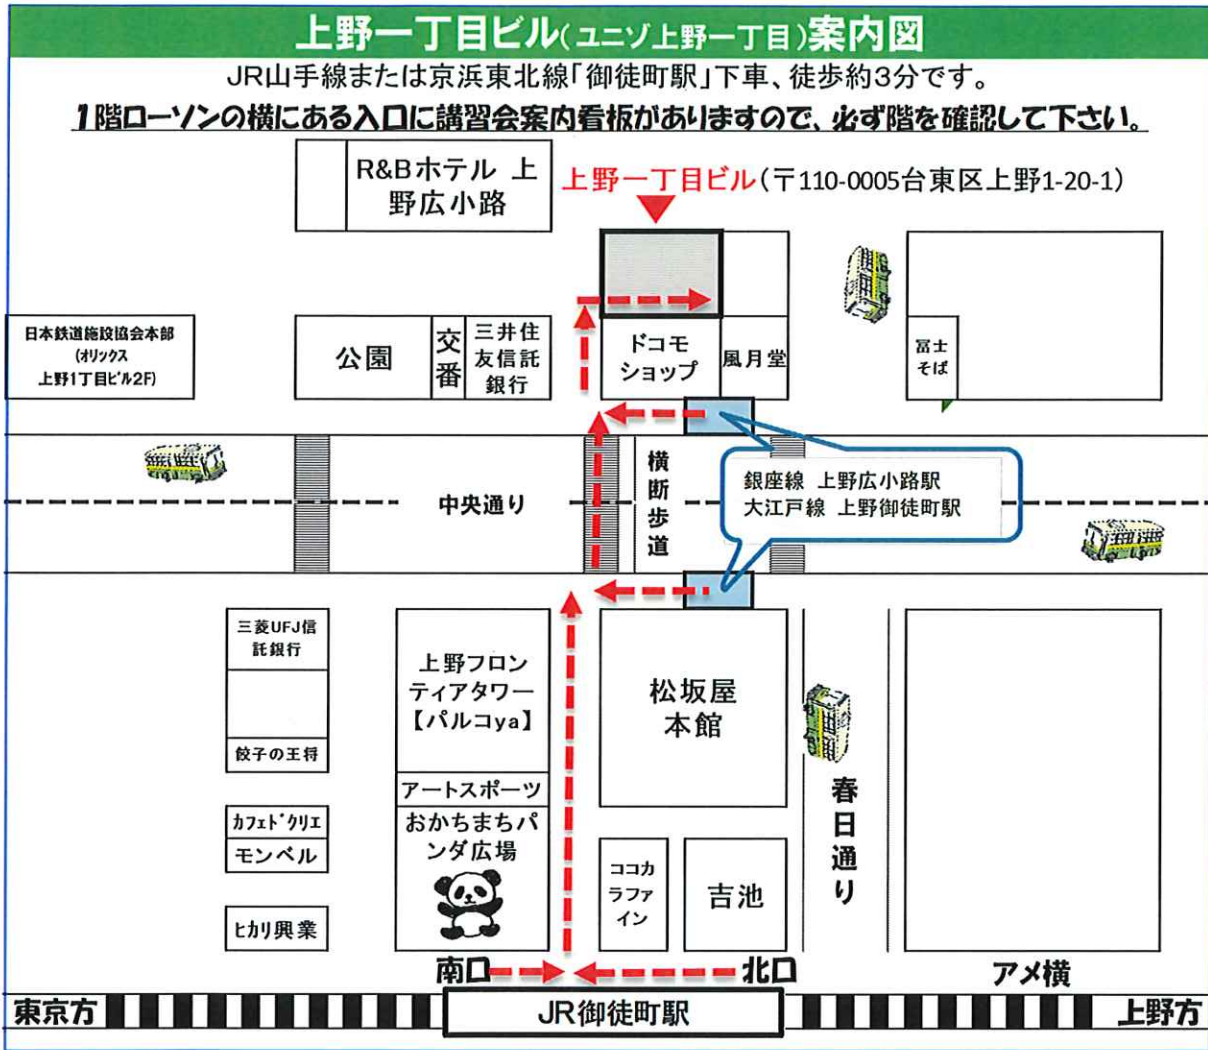 上野一丁目ビル(ユニゾ上野一丁目)案内図
JR山手線または京浜東北線「御徒町駅」下車、徒歩約3分です。
1階ローソンの横にある入口に講習会案内看板がありますので、必ず階を確認して下さい。
R&Bホテル 上
野広小路
上野一丁目ビル(〒110-0005台東区上野1-20-1)
日本鉄道施設協会本部
(オリックス
上野1丁目ビル2F)
公園
交
番
三井住
友信託
銀行
ドコモ
ショップ
風月堂
冨士
そば
中央通り
横
断
歩
道
銀座線 上野広小路駅
大江戸線 上野御徒町駅
三菱UFJ信
託銀行
餃子の王将
カフェドクリエ
モンベル
ヒカリ興業
上野フロン
ティアタワー
【パルコya】
アートスポーツ
おかちまちパ
ンダ広場
松坂屋
本館
ココカ
ラファ
イン
吉池
春
日
通
り
南口
北口
アメ横
東京方
JR御徒町駅
上野方